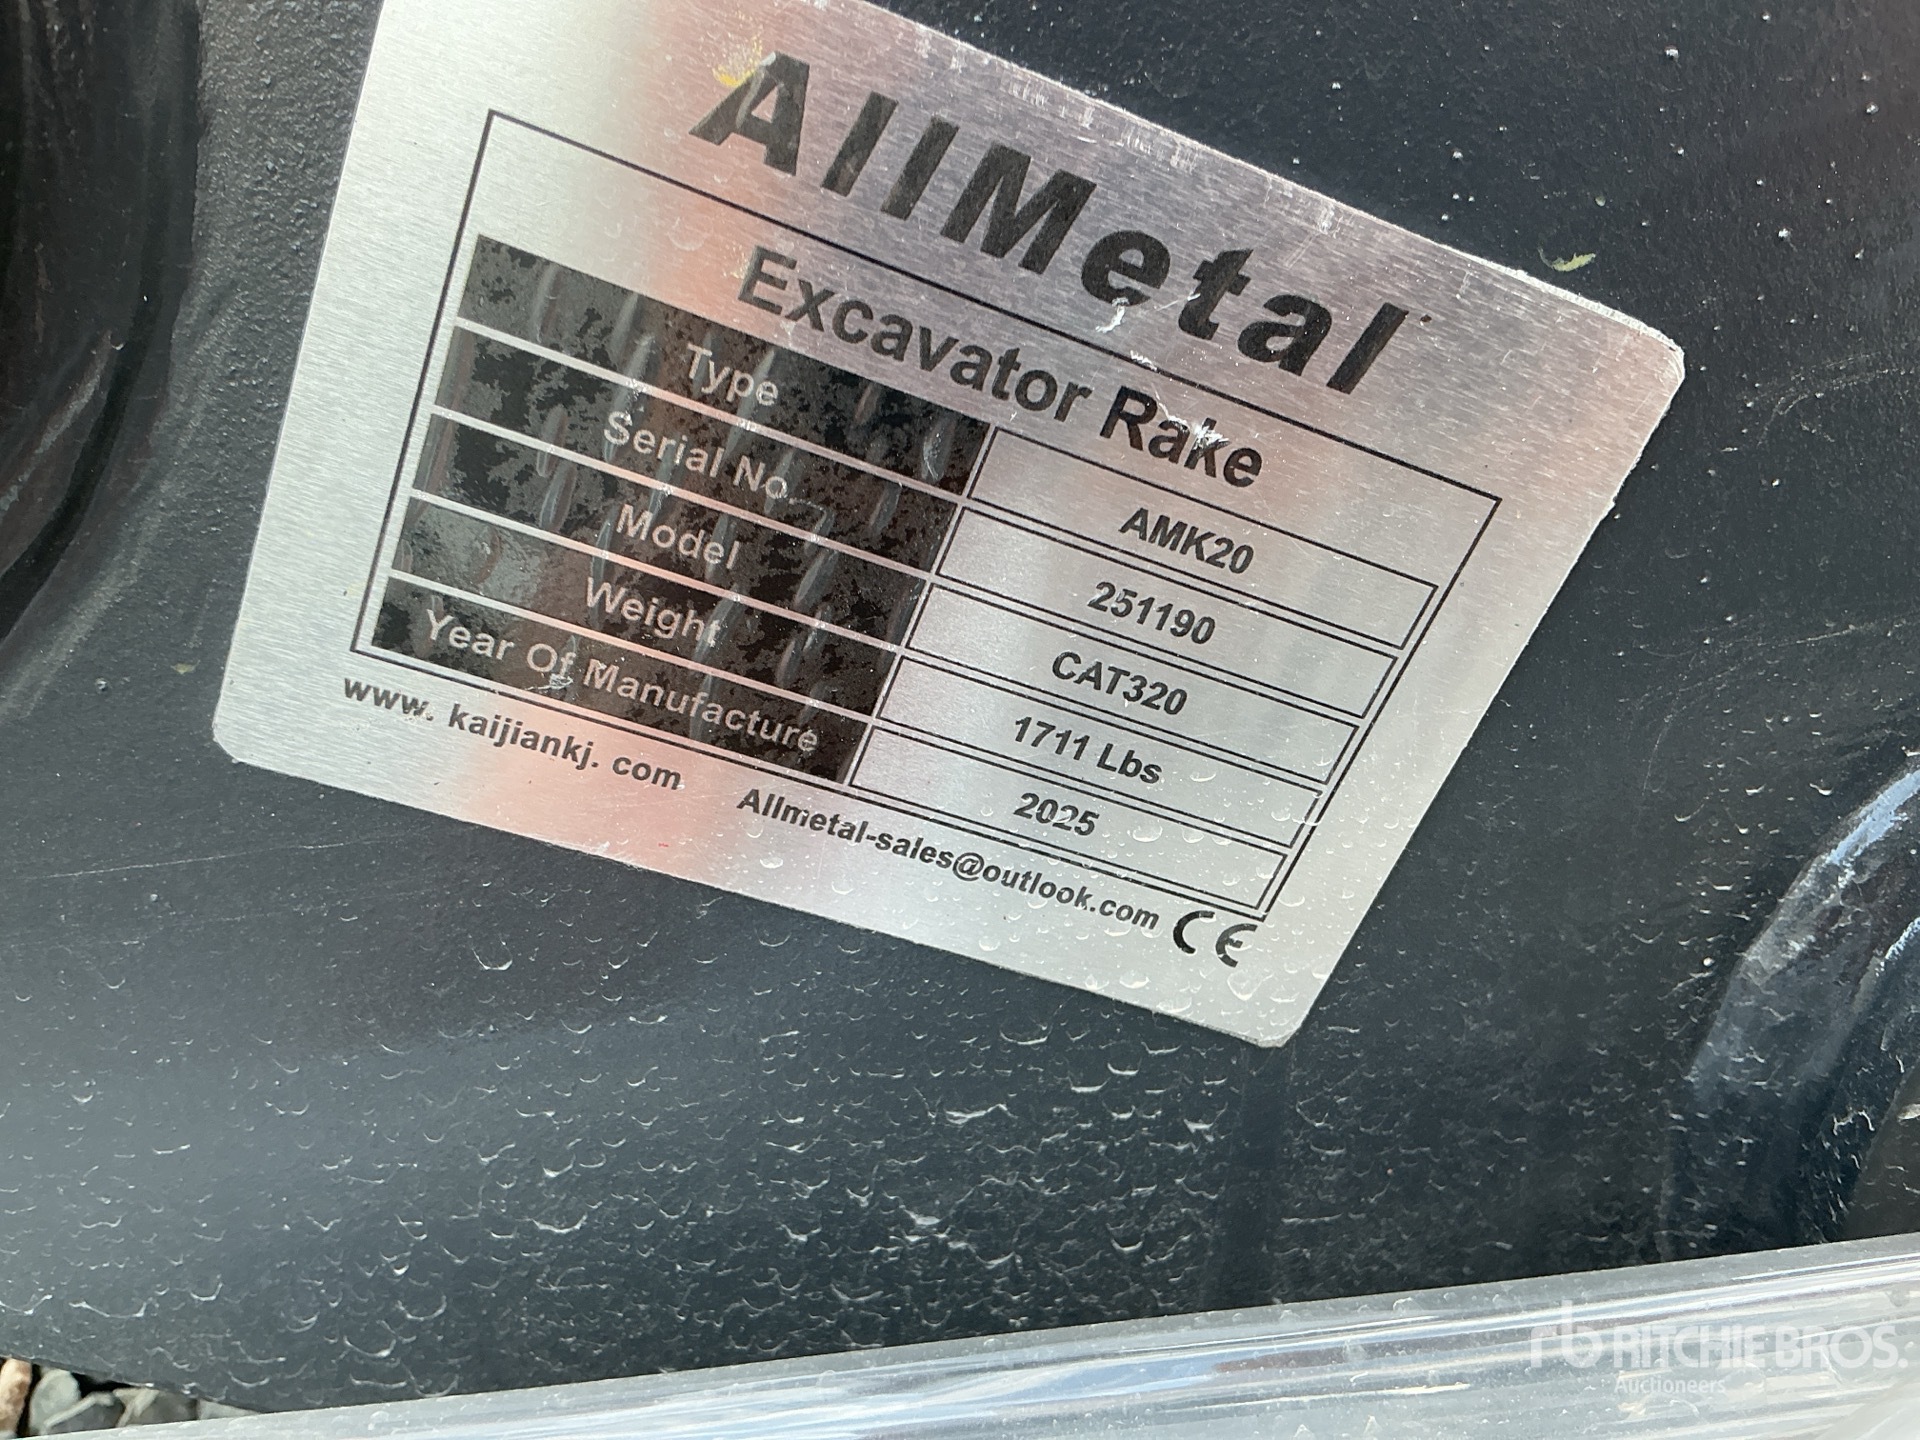 AllMetal
Excavator Rake
Type AMK20
Serial No. 251190
Model CAT320
Weight 1711 Lbs
Year Of Manufacture 2025
www. kaijiankj. com Allmetal-sales@outlook.com CE
rb RITCHIE BROS.
Auctioneers